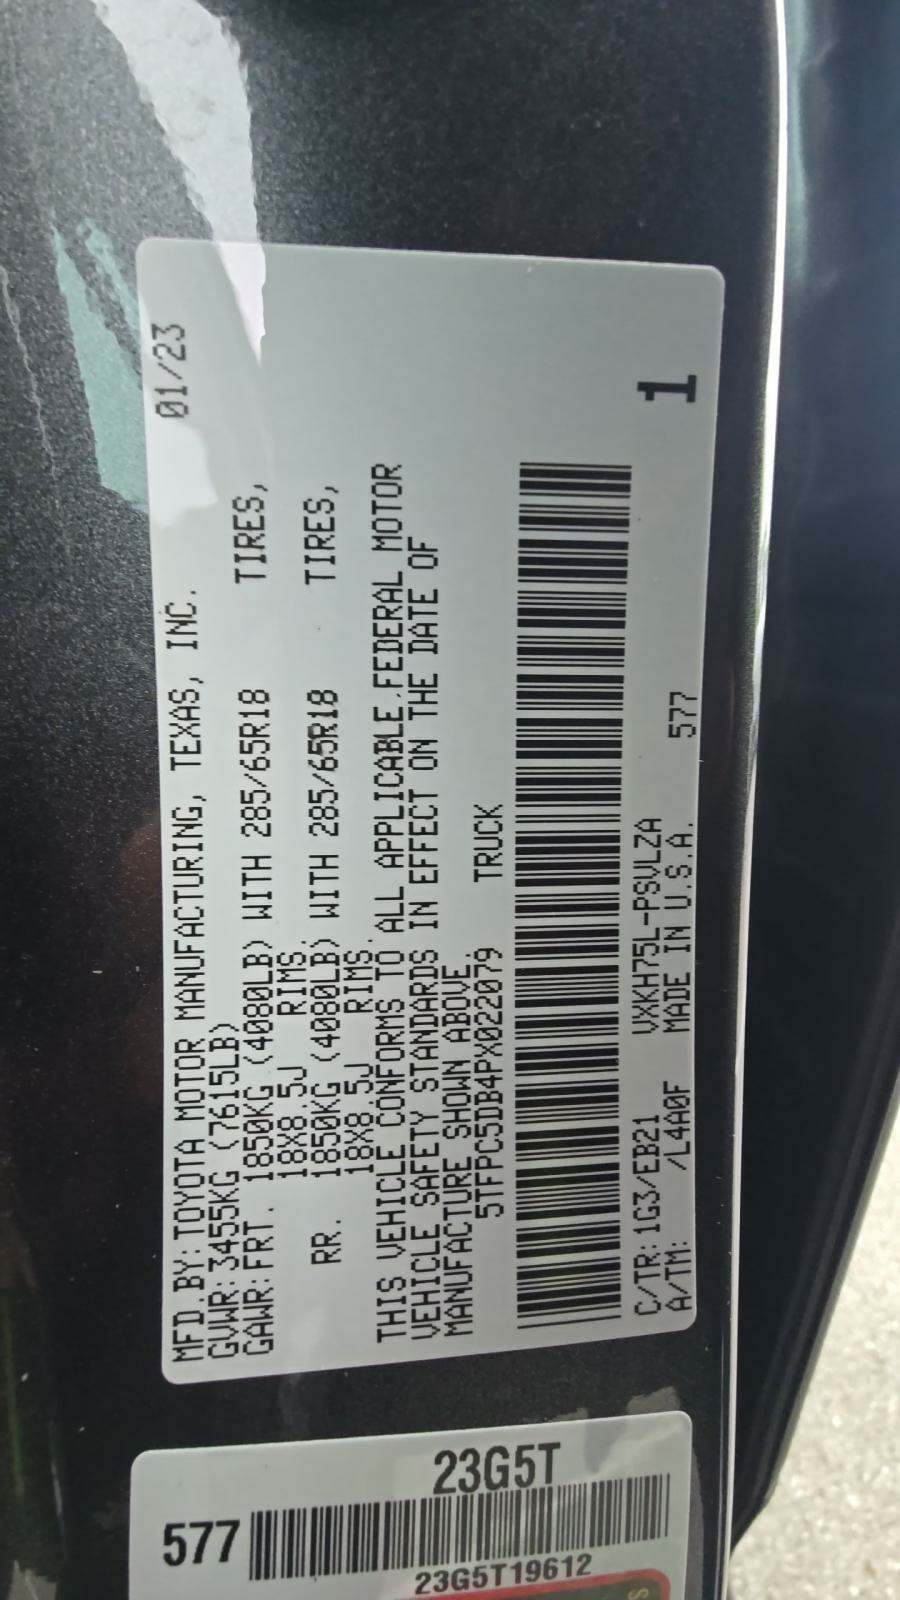 MFD.BY:TOYOTA MOTOR MANUFACTURING, TEXAS, INC. 01/23
GVWR:3455KG (7615LB)
GAWR:FRT. 1850KG (4080LB) WITH 285/65R18 TIRES,
18X8.5J RIMS,
RR. 1850KG (4080LB) WITH 285/65R18 TIRES,
18X8.5J RIMS.
THIS VEHICLE CONFORMS TO ALL APPLICABLE FEDERAL MOTOR
VEHICLE SAFETY STANDARDS IN EFFECT ON THE DATE OF
MANUFACTURE SHOWN ABOVE.
5TFPC5DB4PX022079 TRUCK
C/TR:1G3/EB21 VXKH75L-PSVLZA 1
A/TM: /L4A0F MADE IN U.S.A. 577
23G5T
577
23G5T19612